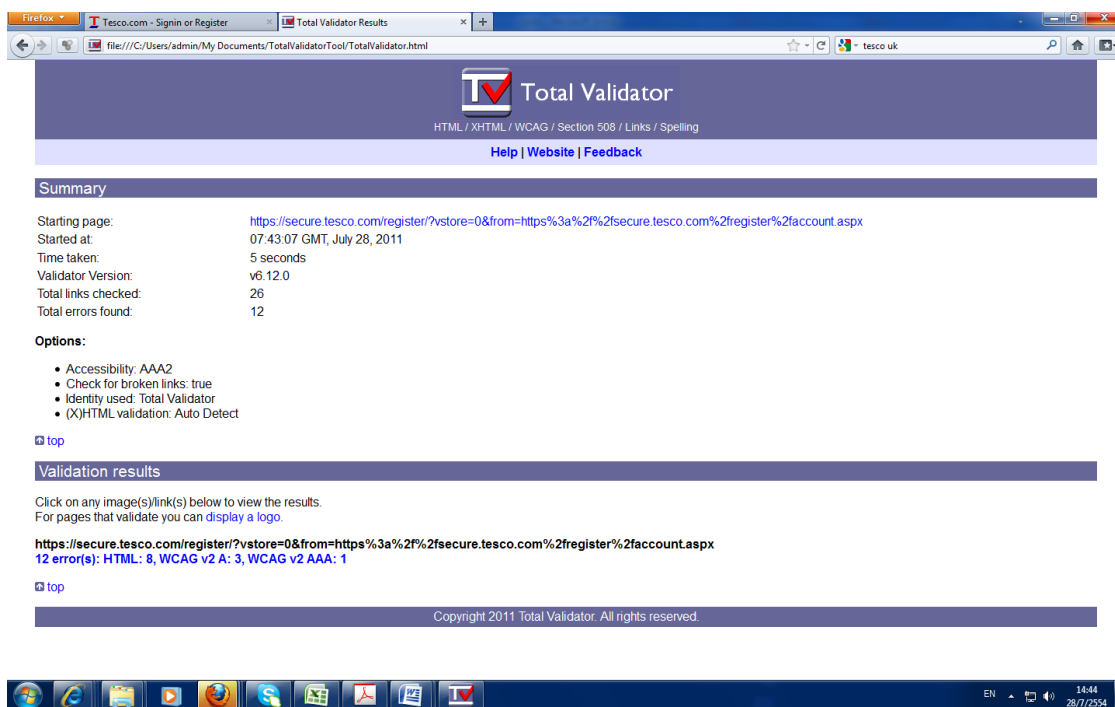 Firefox
Tesco.com - Signin or Register
Total Validator Results
file:///C:/Users/admin/My Documents/TotalValidatorTool/TotalValidator.html
tesco uk
TV Total Validator
HTML / XHTML / WCAG / Section 508 / Links / Spelling
Help | Website | Feedback
Summary
Starting page: https://secure.tesco.com/register/?vstore=0&from=https%3a%2f%2fsecure.tesco.com%2fregister%2faccount.aspx
Started at: 07:43:07 GMT, July 28, 2011
Time taken: 5 seconds
Validator Version: v6.12.0
Total links checked: 26
Total errors found: 12
Options:
• Accessibility: AAA2
• Check for broken links: true
• Identity used: Total Validator
• (X)HTML validation: Auto Detect
top
Validation results
Click on any image(s)/link(s) below to view the results.
For pages that validate you can display a logo.
https://secure.tesco.com/register/?vstore=0&from=https%3a%2f%2fsecure.tesco.com%2fregister%2faccount.aspx
12 error(s): HTML: 8, WCAG v2 A: 3, WCAG v2 AAA: 1
top
Copyright 2011 Total Validator. All rights reserved.
EN
14:44
28/7/2554